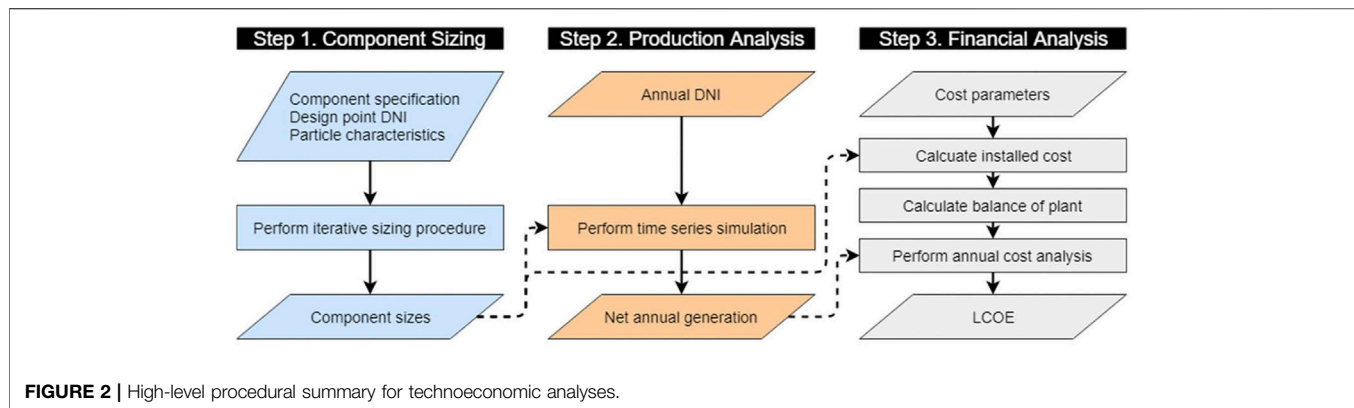 Step 1. Component Sizing
Component specification
Design point DNI
Particle characteristics
Perform iterative sizing procedure
Component sizes
Step 2. Production Analysis
Annual DNI
Perform time series simulation
Net annual generation
Step 3. Financial Analysis
Cost parameters
Calcuate installed cost
Calculate balance of plant
Perform annual cost analysis
LCOE
FIGURE 2 | High-level procedural summary for technoeconomic analyses.